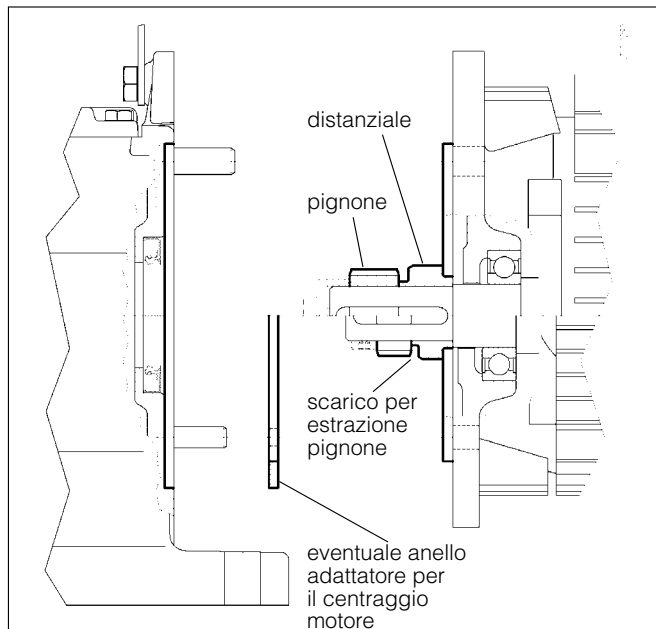 distanziale
pignone
scarico per
estrazione
pignone
eventuale anello
adattatore per
il centraggio
motore